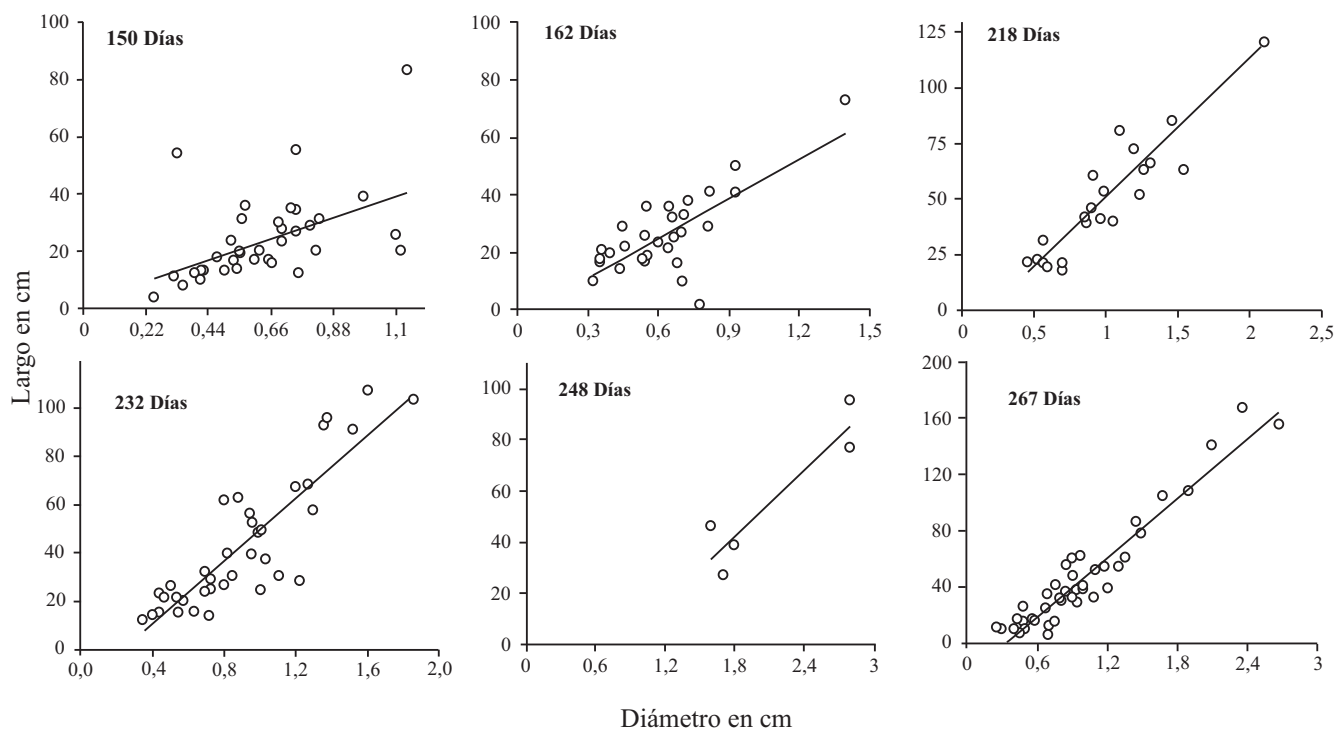 150 Días
100
80
60
40
20
0
0 0,22 0,44 0,66 0,88 1,1
162 Días
100
80
60
40
20
0
0 0,3 0,6 0,9 1,2 1,5
218 Días
125
100
75
50
25
0
0 0,5 1 1,5 2 2,5
Largo en cm
232 Días
100
80
60
40
20
0
0,0 0,4 0,8 1,2 1,6 2,0
248 Días
100
80
60
40
20
0
0 0,6 1,2 1,8 2,4 3
267 Días
200
160
120
80
40
0
0 0,6 1,2 1,8 2,4 3
Diámetro en cm